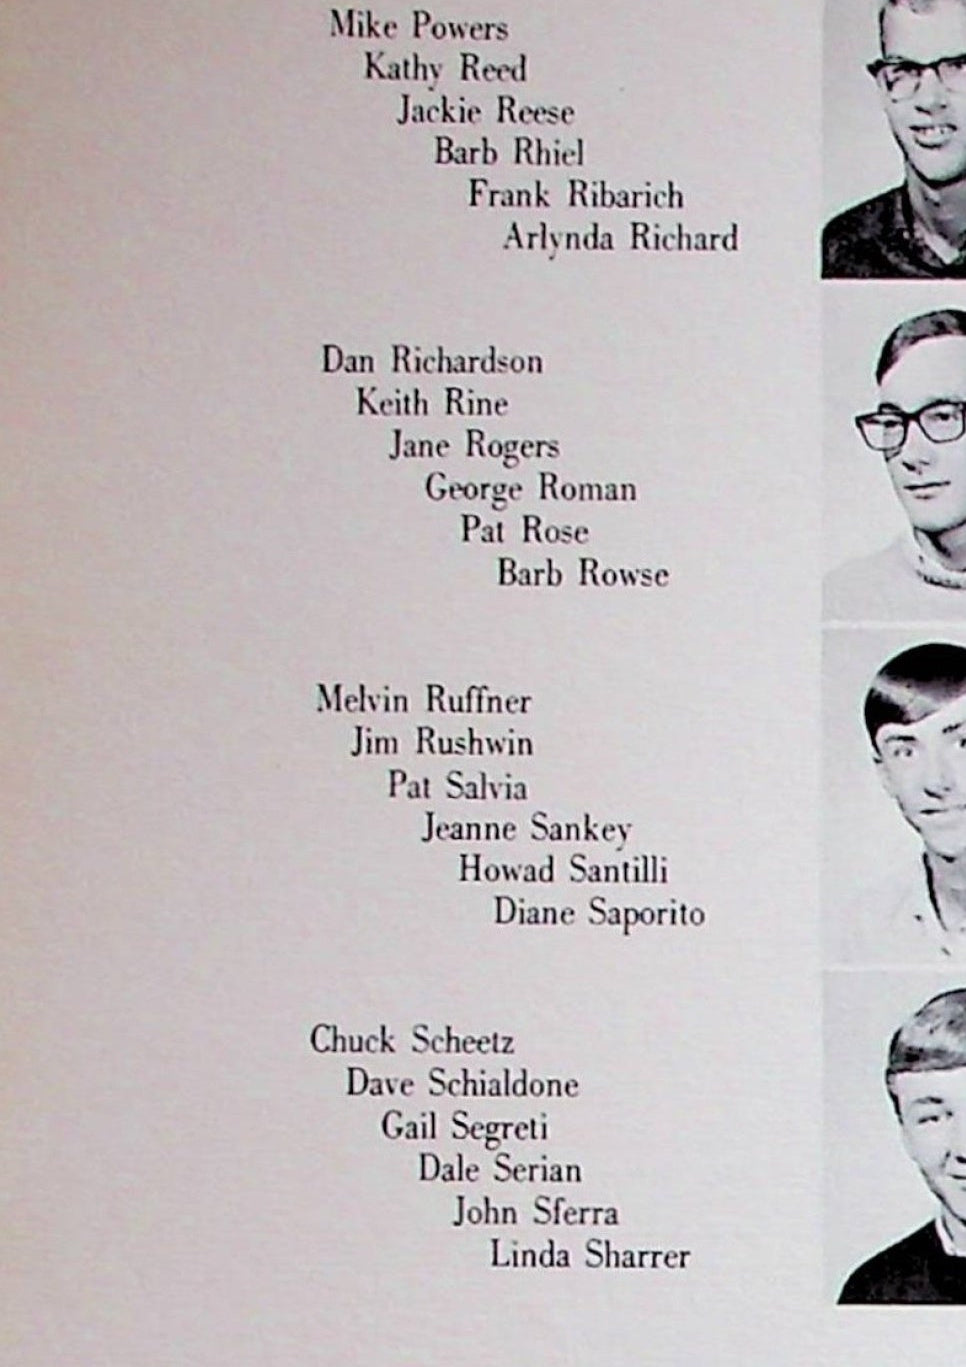 Mike Powers
Kathy Reed
Jackie Reese
Barb Rhiel
Frank Ribarich
Arlynda Richard
Dan Richardson
Keith Rine
Jane Rogers
George Roman
Pat Rose
Barb Rowse
Melvin Ruffner
Jim Rushwin
Pat Salvia
Jeanne Sankey
Howad Santilli
Diane Saporito
Chuck Scheetz
Dave Schialdone
Gail Segreti
Dale Serian
John Sferra
Linda Sharrer